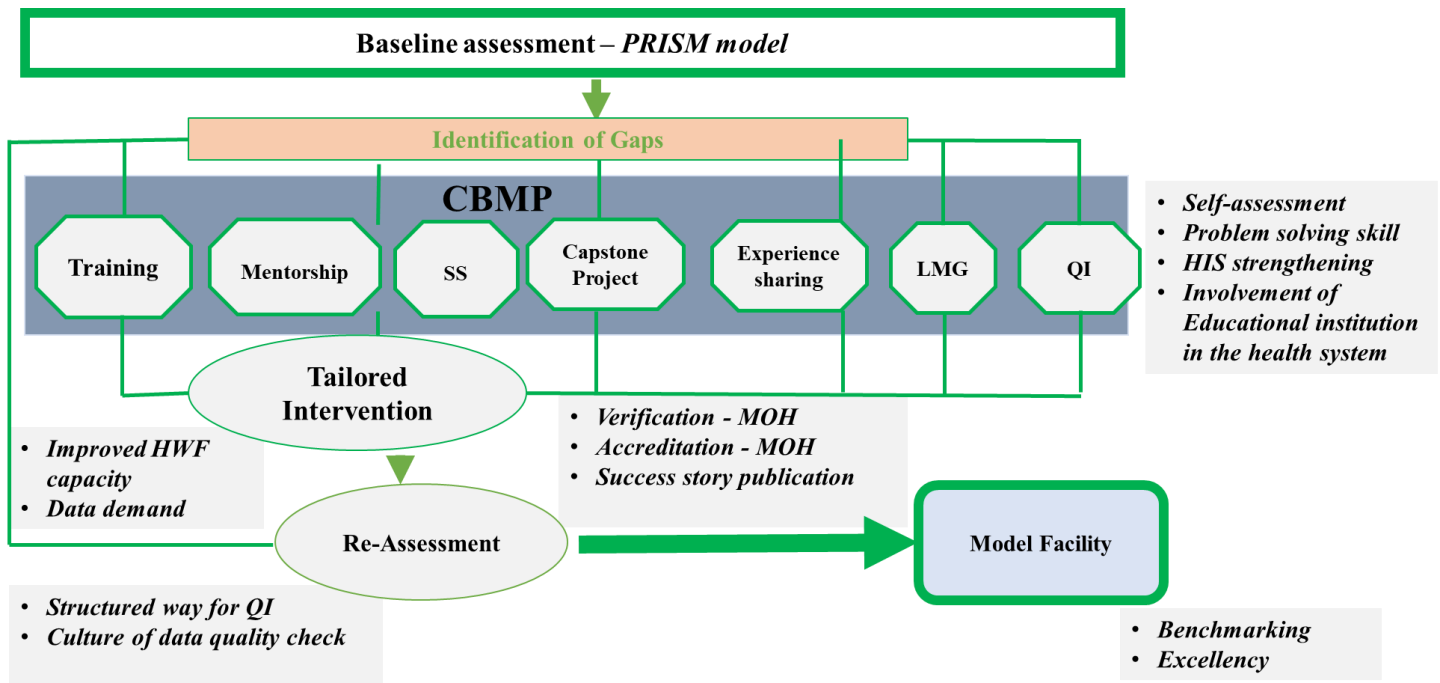 Baseline assessment – PRISM model
Identification of Gaps
CBMP
Training
Mentorship
SS
Capstone
Project
Experience
sharing
LMG
QI
• Self-assessment
• Problem solving skill
• HIS strengthening
• Involvement of
Educational institution
in the health system
Tailored
Intervention
• Improved HWF
capacity
• Data demand
• Verification - MOH
• Accreditation - MOH
• Success story publication
Re-Assessment
Model Facility
• Structured way for QI
• Culture of data quality check
• Benchmarking
• Excellency